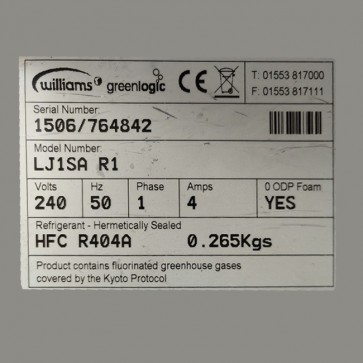 williams greenlogic CE T: 01553 817000
F: 01553 817111
Serial Number:
1506/764842
Model Number:
LJ1SA R1
Volts Hz Phase Amps 0 ODP Foam
240 50 1 4 YES
Refrigerant - Hermetically Sealed
HFC R404A 0.265Kgs
Product contains fluorinated greenhouse gases
covered by the Kyoto Protocol